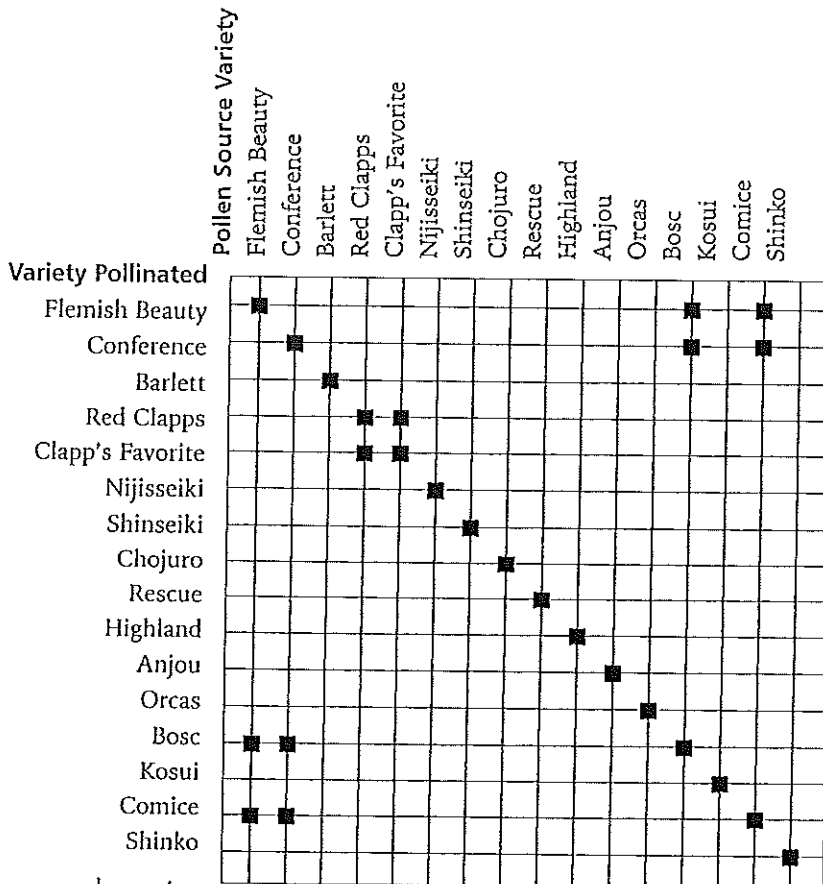 Pollen Source Variety
Flemish Beauty
Conference
Barlett
Red Clapps
Clapp's Favorite
Nijisseiki
Shinseiki
Chojuro
Rescue
Highland
Anjou
Orcas
Bosc
Kosui
Comice
Shinko
Variety Pollinated
Flemish Beauty
Conference
Barlett
Red Clapps
Clapp's Favorite
Nijisseiki
Shinseiki
Chojuro
Rescue
Highland
Anjou
Orcas
Bosc
Kosui
Comice
Shinko